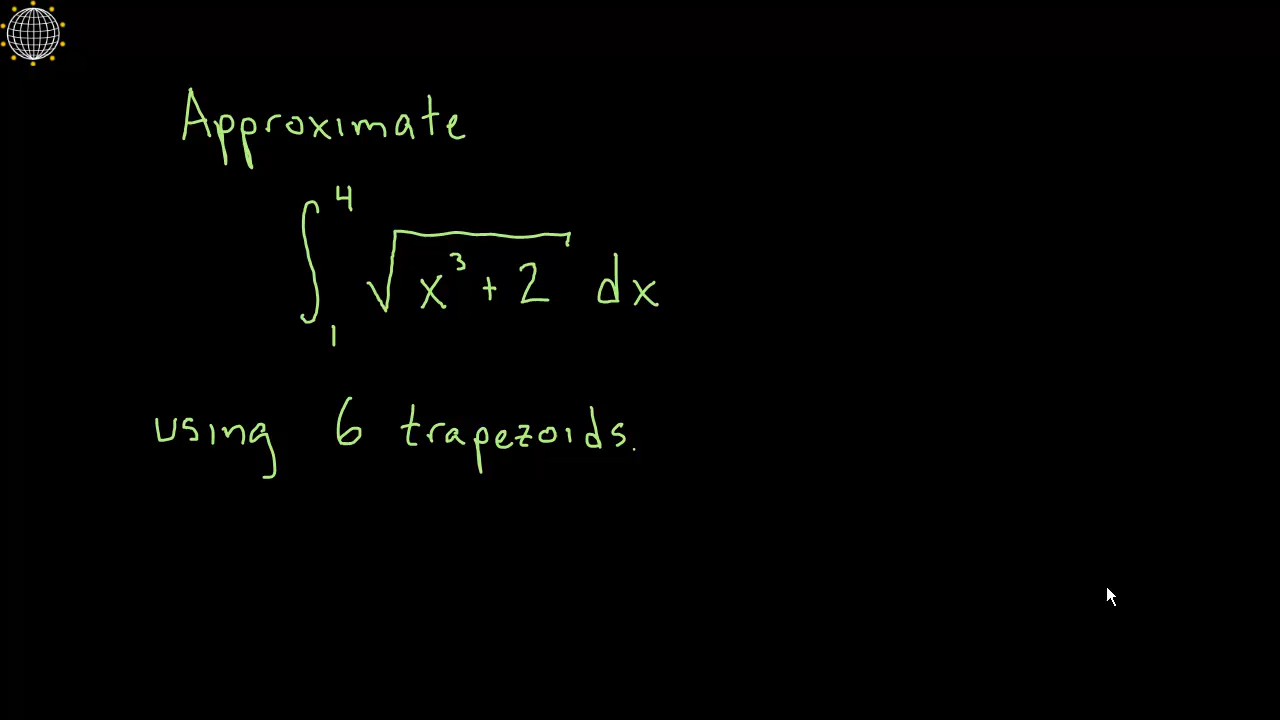 Approximate
∫₁⁴ √(x³ + 2) dx
using 6 trapezoids.